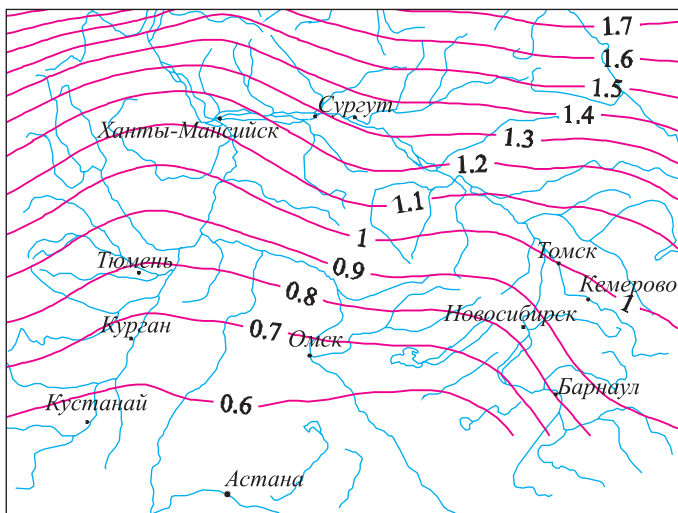 1.7
1.6
1.5
Сургут
1.4
Ханты-Мансийск
1.3
1.2
1.1
1
Томск
Тюмень
0.9
Кемерово
0.8
1
Новосибирск
Курган
0.7
Омск
Барнаул
Кустанай
0.6
Астана